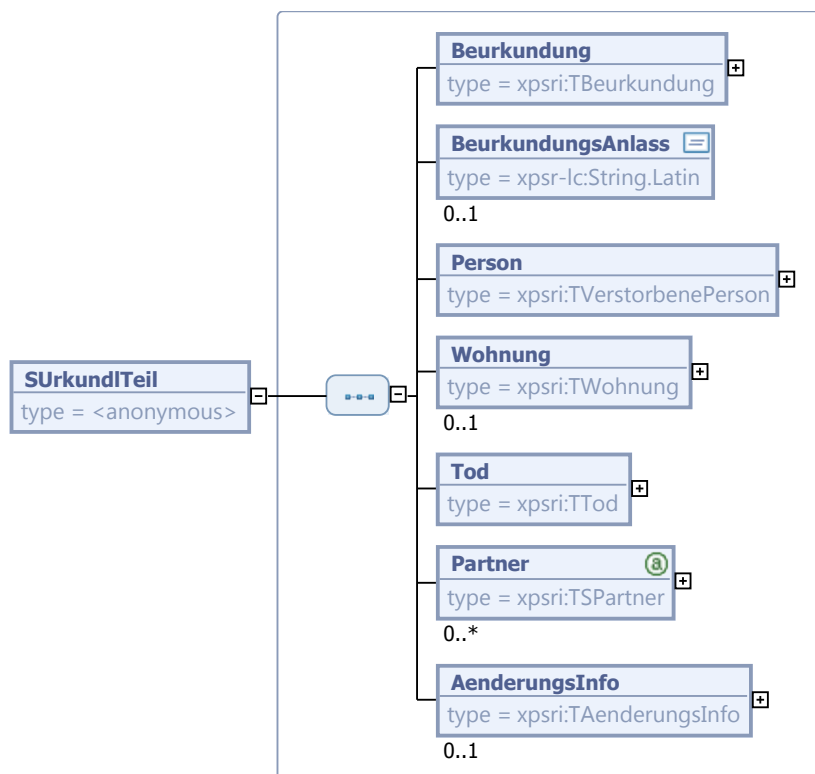 Beurkundung
type = xpsri:TBeurkundung
BeurkundungsAnlass
type = xpsr-lc:String.Latin
0..1
Person
type = xpsri:TVerstorbenePerson
Wohnung
type = xpsri:TWohnung
0..1
SUrkundlTeil
type = <anonymous>
Tod
type = xpsri:TTod
Partner
type = xpsri:TSPartner
0..*
AenderungsInfo
type = xpsri:TAenderungsInfo
0..1